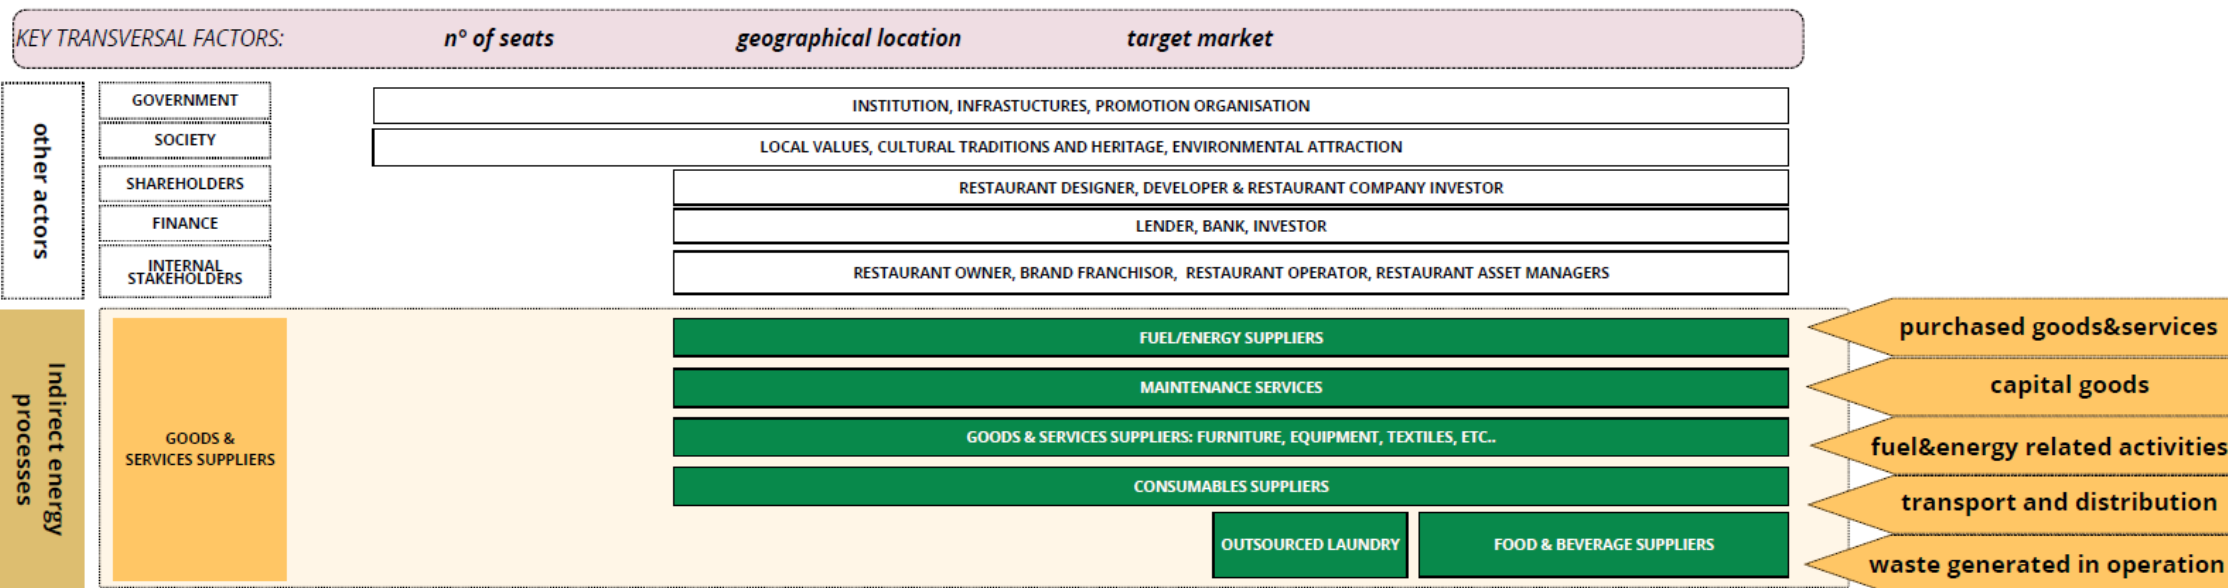 KEY TRANSVERSAL FACTORS: n° of seats geographical location target market
other actors
GOVERNMENT
INSTITUTION, INFRASTUCTURES, PROMOTION ORGANISATION
SOCIETY
LOCAL VALUES, CULTURAL TRADITIONS AND HERITAGE, ENVIRONMENTAL ATTRACTION
SHAREHOLDERS
RESTAURANT DESIGNER, DEVELOPER & RESTAURANT COMPANY INVESTOR
FINANCE
LENDER, BANK, INVESTOR
INTERNAL
STAKEHOLDERS
RESTAURANT OWNER, BRAND FRANCHISOR, RESTAURANT OPERATOR, RESTAURANT ASSET MANAGERS
Indirect energy
processes
GOODS &
SERVICES SUPPLIERS
FUEL/ENERGY SUPPLIERS
MAINTENANCE SERVICES
GOODS & SERVICES SUPPLIERS: FURNITURE, EQUIPMENT, TEXTILES, ETC..
CONSUMABLES SUPPLIERS
OUTSOURCED LAUNDRY
FOOD & BEVERAGE SUPPLIERS
purchased goods&services
capital goods
fuel&energy related activities
transport and distribution
waste generated in operation